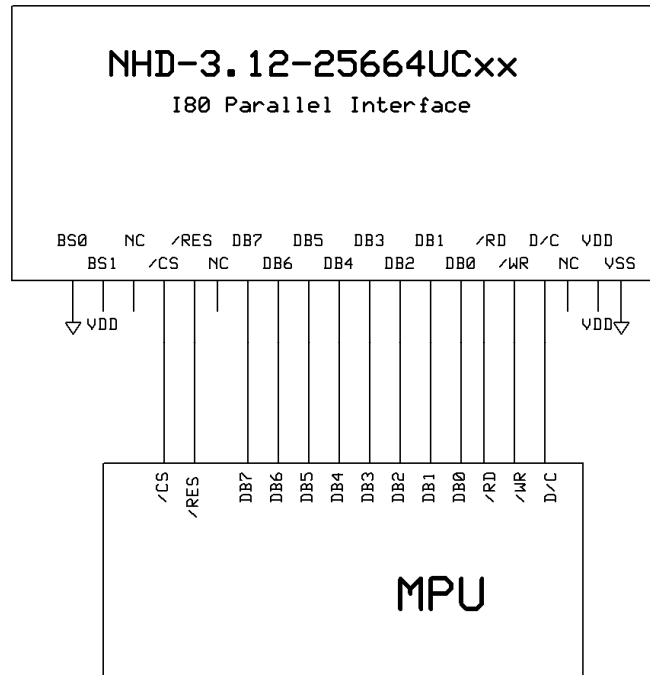 NHD-3.12-25664UCxx
I80 Parallel Interface
BS0 NC /RES DB7 DB5 DB3 DB1 /RD D/C VDD
BS1 /CS NC DB6 DB4 DB2 DB0 /WR NC VSS
VDD VDD
/CS /RES DB7 DB6 DB5 DB4 DB3 DB2 DB1 DB0 /RD /WR D/C
MPU